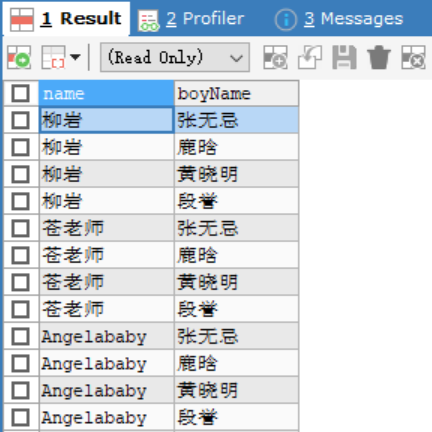 1 Result 2 Profiler 3 Messages
(Read Only)
name boyName
柳岩 张无忌
柳岩 鹿晗
柳岩 黄晓明
柳岩 段誉
苍老师 张无忌
苍老师 鹿晗
苍老师 黄晓明
苍老师 段誉
Angelababy 张无忌
Angelababy 鹿晗
Angelababy 黄晓明
Angelababy 段誉